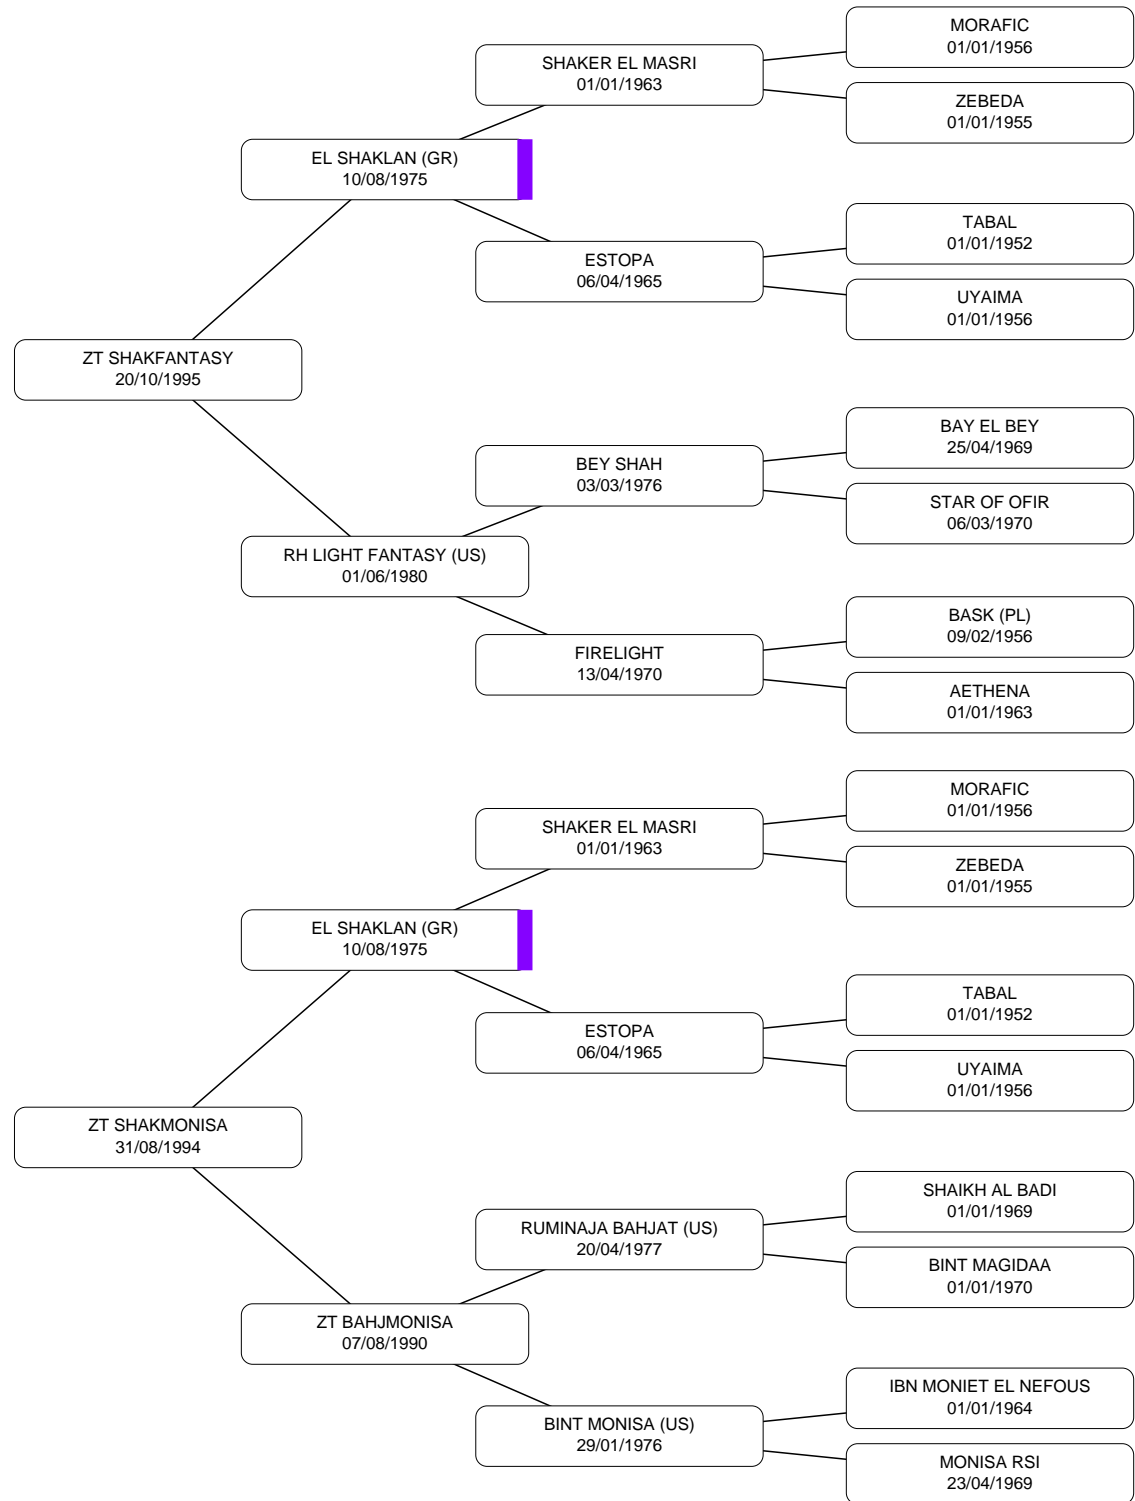 MORAFIC
01/01/1956
SHAKER EL MASRI
01/01/1963
ZEBEDA
01/01/1955
EL SHAKLAN (GR)
10/08/1975
TABAL
01/01/1952
ESTOPA
06/04/1965
UYAIMA
01/01/1956
ZT SHAKFANTASY
20/10/1995
BAY EL BEY
25/04/1969
BEY SHAH
03/03/1976
STAR OF OFIR
06/03/1970
RH LIGHT FANTASY (US)
01/06/1980
BASK (PL)
09/02/1956
FIRELIGHT
13/04/1970
AETHENA
01/01/1963
MORAFIC
01/01/1956
SHAKER EL MASRI
01/01/1963
ZEBEDA
01/01/1955
EL SHAKLAN (GR)
10/08/1975
TABAL
01/01/1952
ESTOPA
06/04/1965
UYAIMA
01/01/1956
ZT SHAKMONISA
31/08/1994
SHAIKH AL BADI
01/01/1969
RUMINAJA BAHJAT (US)
20/04/1977
BINT MAGIDAA
01/01/1970
ZT BAHJMONISA
07/08/1990
IBN MONIET EL NEFOUS
01/01/1964
BINT MONISA (US)
29/01/1976
MONISA RSI
23/04/1969